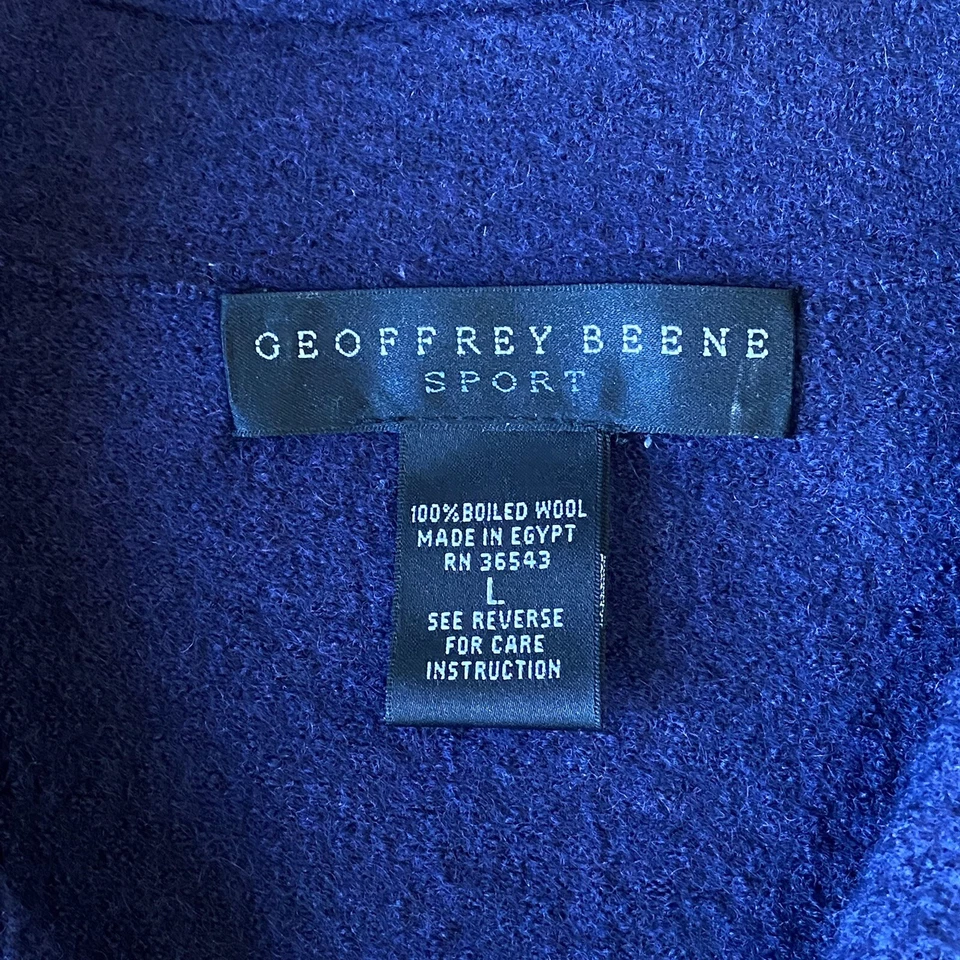 GEOFFREY BEENE
SPORT
100%BOILED WOOL
MADE IN EGYPT
RN 36543
L
SEE REVERSE
FOR CARE
INSTRUCTION